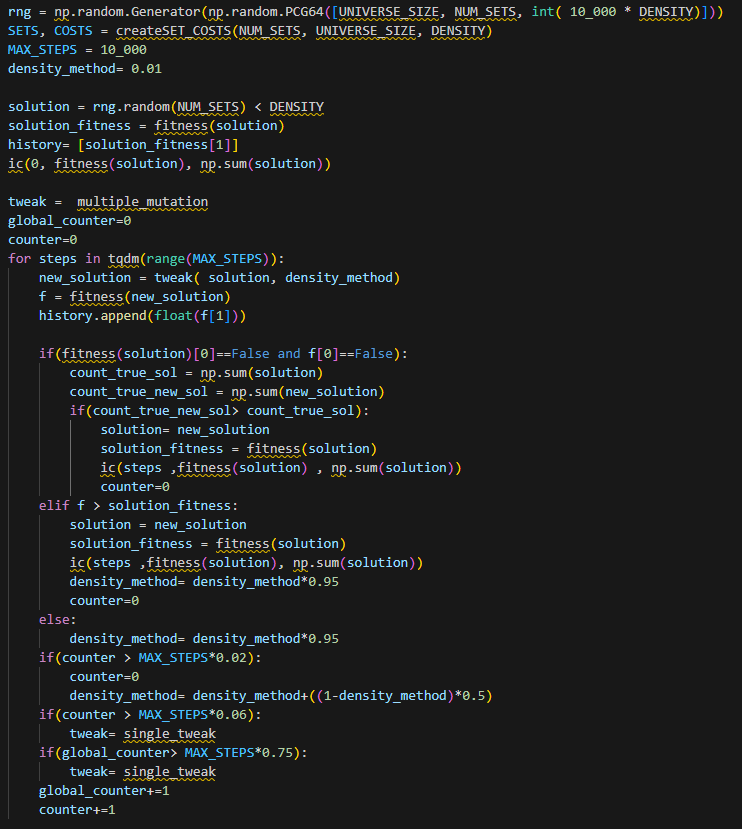 rng = np.random.Generator(np.random.PCG64([UNIVERSE_SIZE, NUM_SETS, int( 10_000 * DENSITY)]))
SETS, COSTS = createSET_COSTS(NUM_SETS, UNIVERSE_SIZE, DENSITY)
MAX_STEPS = 10_000
density_method= 0.01

solution = rng.random(NUM_SETS) < DENSITY
solution_fitness = fitness(solution)
history= [solution_fitness[1]]
ic(0, fitness(solution), np.sum(solution))

tweak =  multiple_mutation
global_counter=0
counter=0
for steps in tqdm(range(MAX_STEPS)):
    new_solution = tweak( solution, density_method)
    f = fitness(new_solution)
    history.append(float(f[1]))

    if(fitness(solution)[0]==False and f[0]==False):
        count_true_sol = np.sum(solution)
        count_true_new_sol = np.sum(new_solution)
        if(count_true_new_sol> count_true_sol):
            solution= new_solution
            solution_fitness = fitness(solution)
            ic(steps ,fitness(solution) , np.sum(solution))
            counter=0
    elif f > solution_fitness:
        solution = new_solution
        solution_fitness = fitness(solution)
        ic(steps ,fitness(solution), np.sum(solution))
        density_method= density_method*0.95
        counter=0
    else:
        density_method= density_method*0.95
    if(counter > MAX_STEPS*0.02):
        counter=0
        density_method= density_method+((1-density_method)*0.5)
    if(counter > MAX_STEPS*0.06):
        tweak= single_tweak
    if(global_counter> MAX_STEPS*0.75):
        tweak= single_tweak
    global_counter+=1
    counter+=1